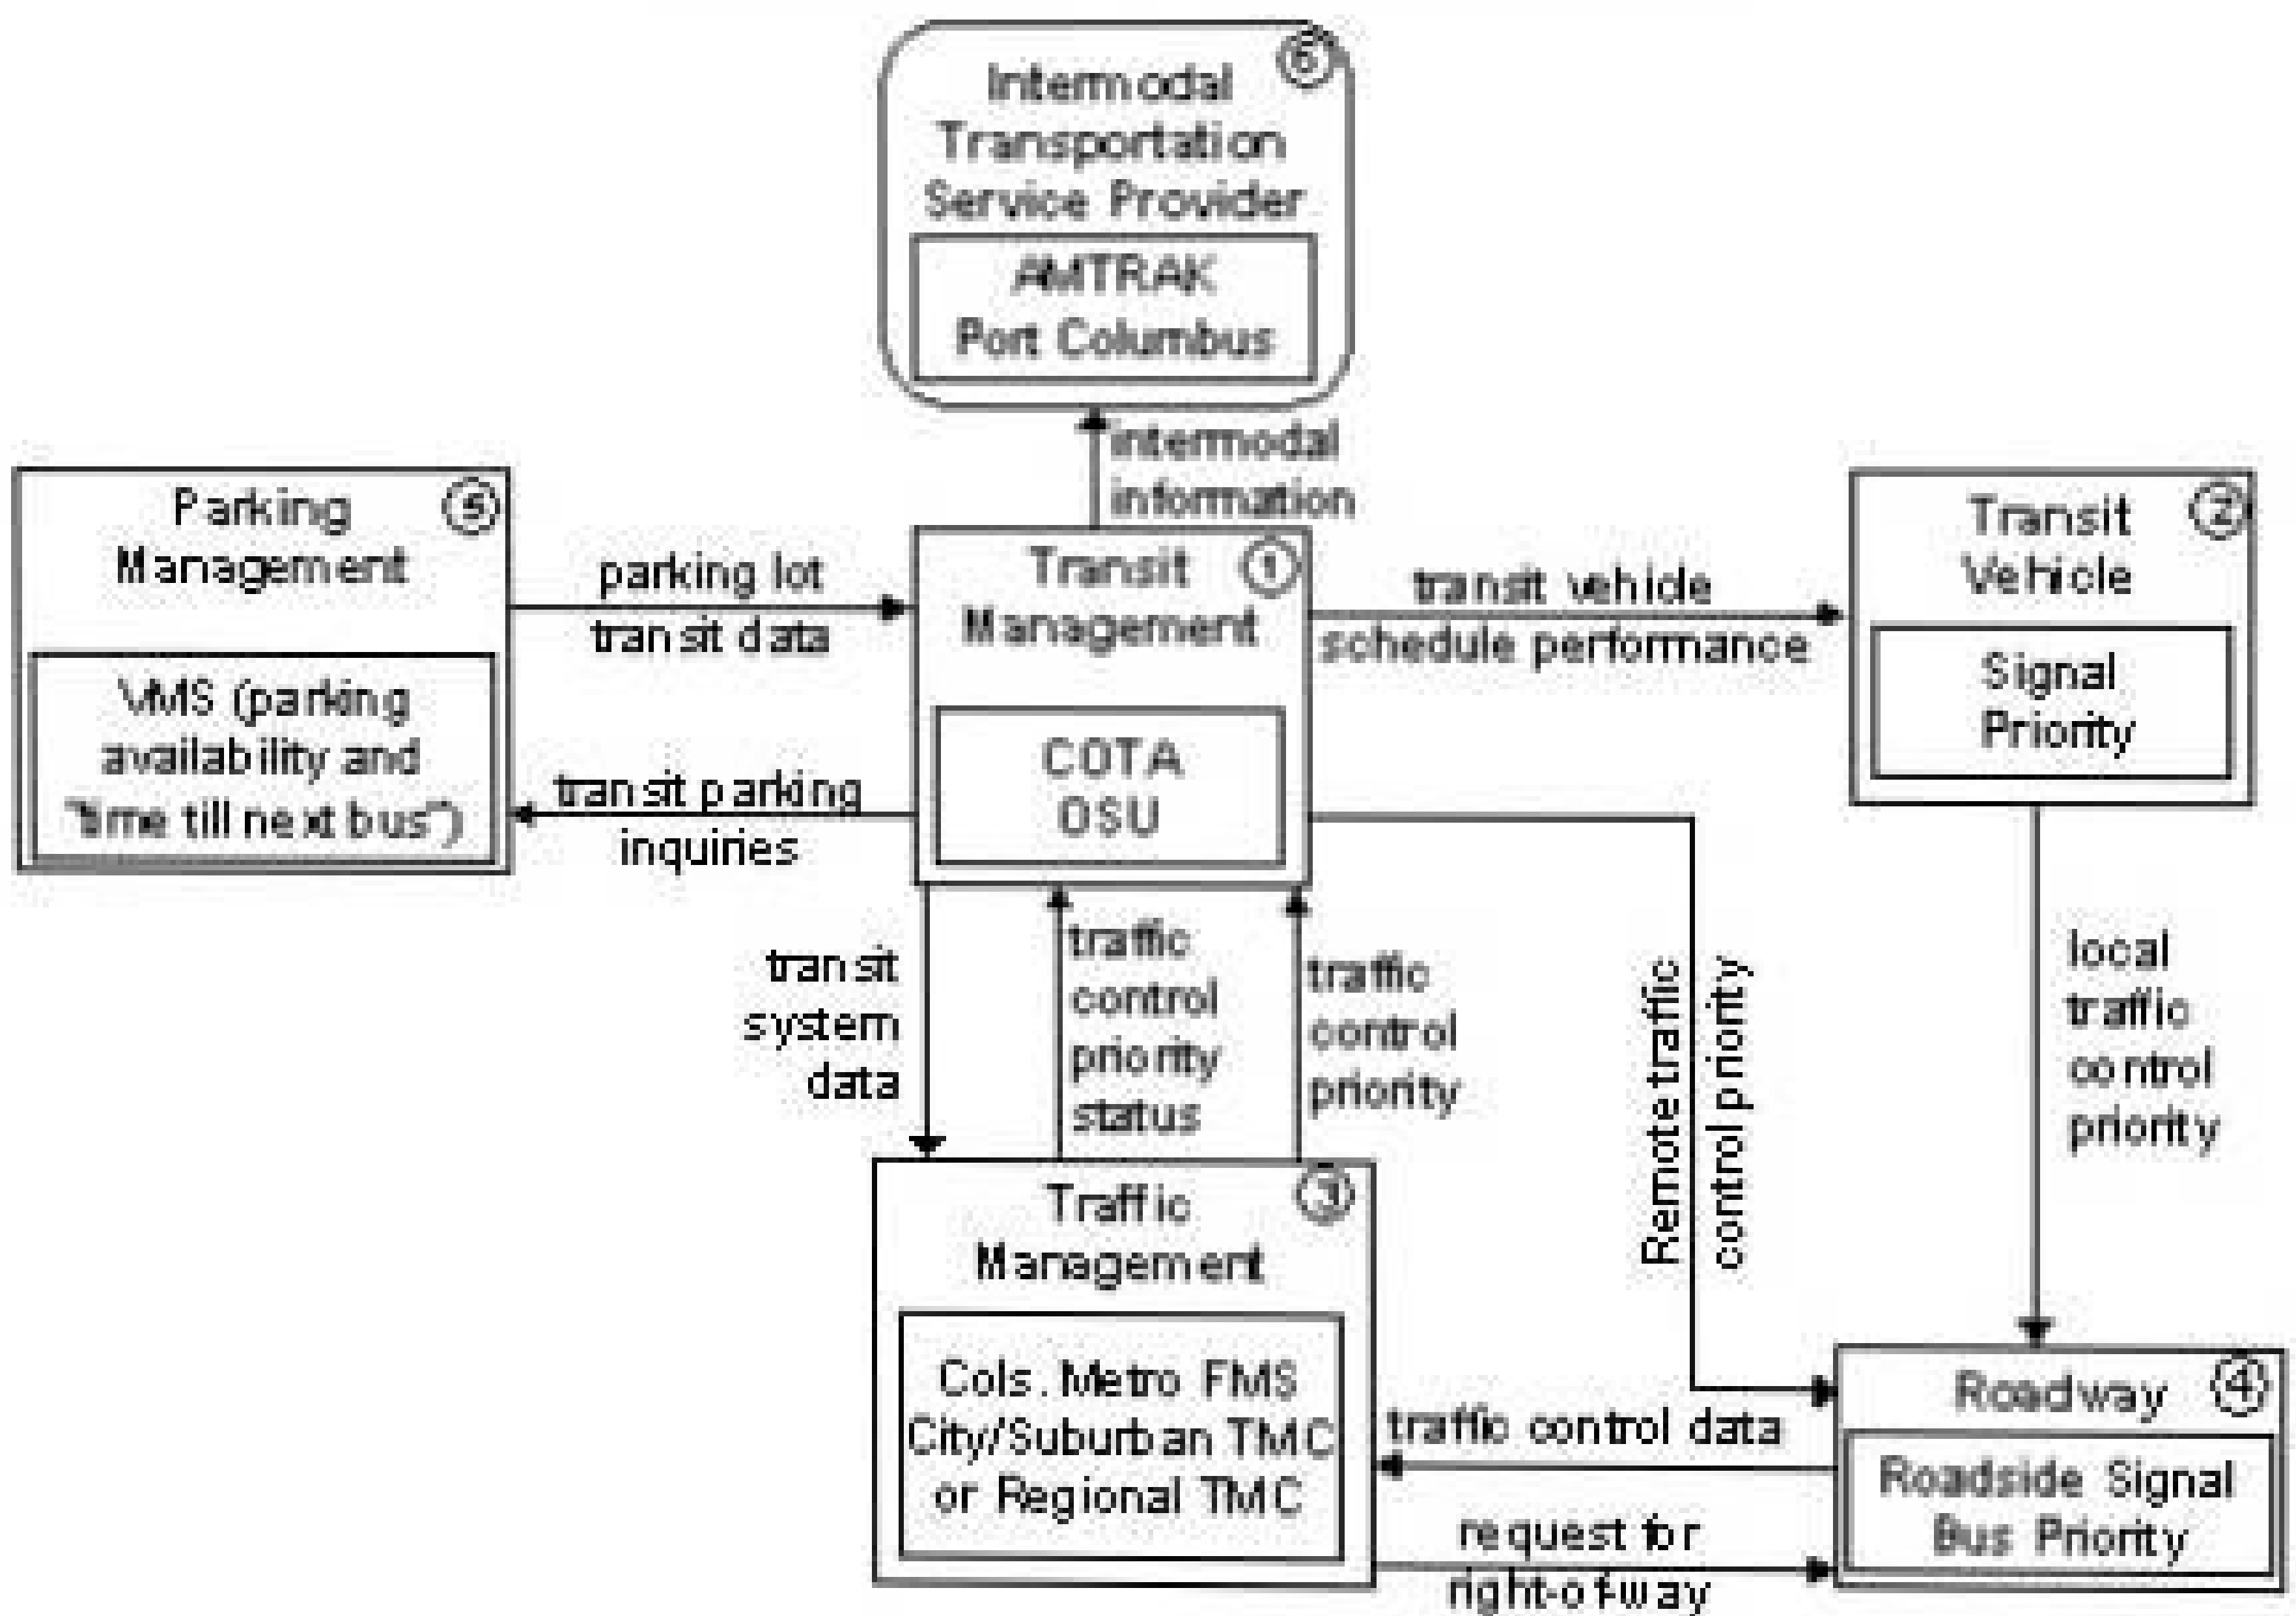 Intermodal
Transportation
Service Provider
6
AMTRAK
Port Columbus
intermodal
information
Parking
Management
5
VMS (parking
availability and
"time till next bus")
parking lot
transit data
transit parking
inquiries
Transit
Management
1
COTA
OSU
transit vehicle
schedule performance
Transit
Vehicle
2
Signal
Priority
transit
system
data
traffic
control
priority
status
traffic
control
priority
Remote traffic
control priority
local
traffic
control
priority
Traffic
Management
3
Cols. Metro FMS
City/Suburban TMC
or Regional TMC
traffic control data
request for
right-of-way
Roadway
4
Roadside Signal
Bus Priority